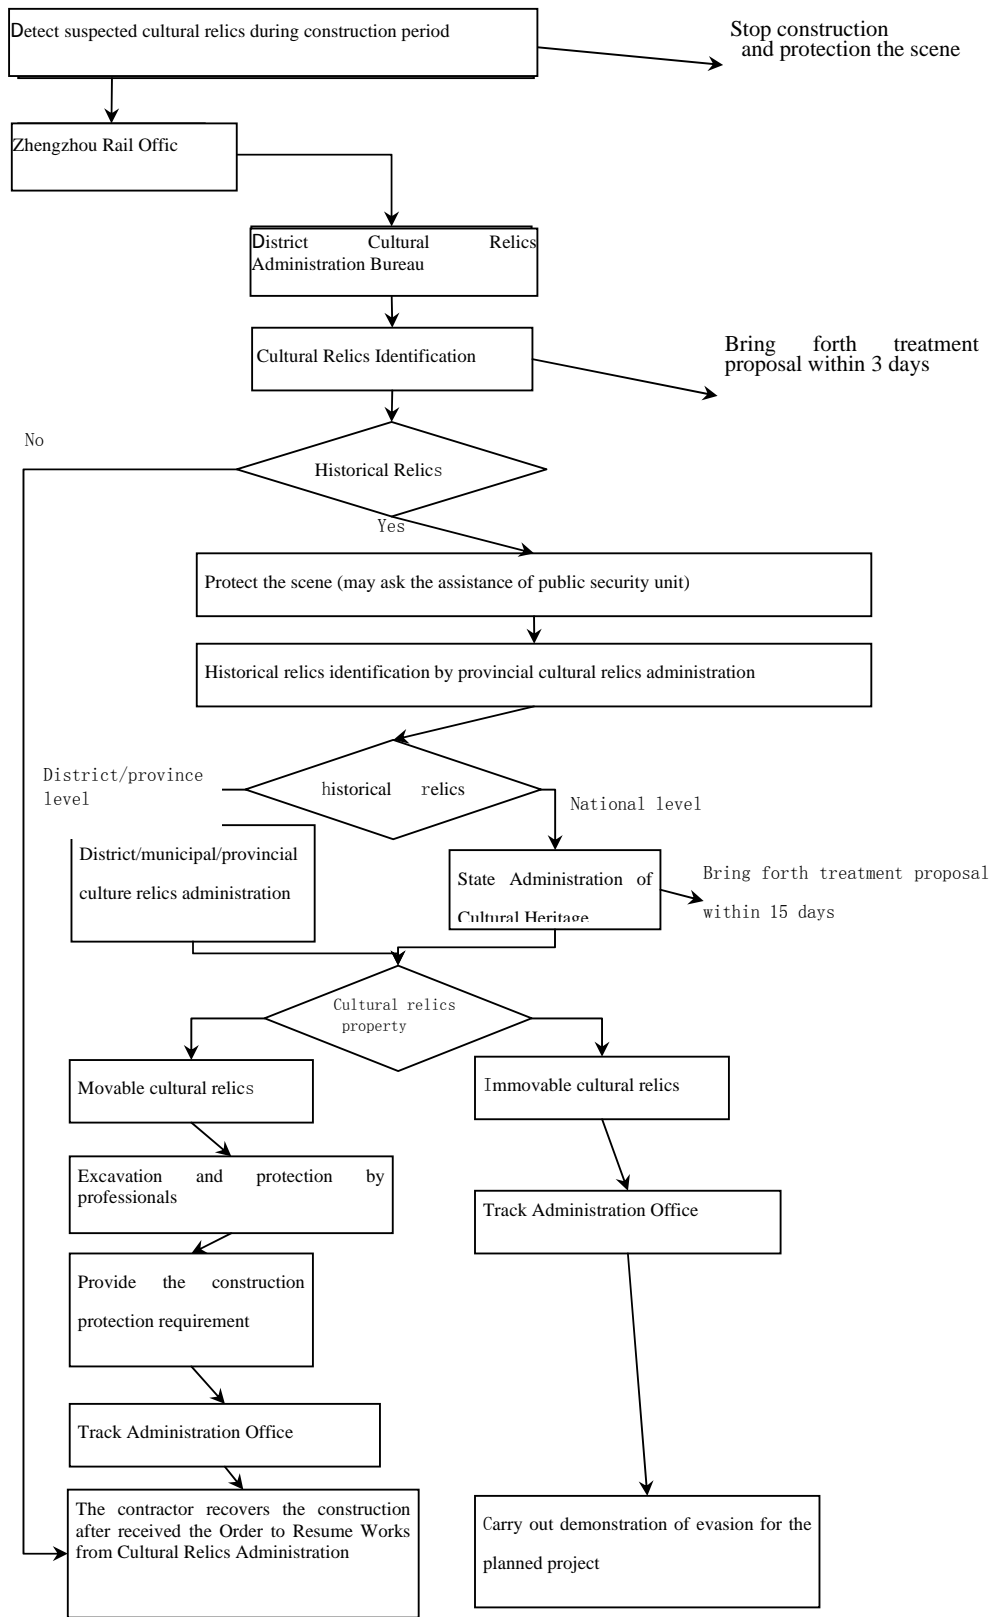 Detect suspected cultural relics during construction period
Stop construction
and protection the scene
Zhengzhou Rail Offic
District Cultural Relics
Administration Bureau
Cultural Relics Identification
Bring forth treatment
proposal within 3 days
No
Historical Relics
Yes
Protect the scene (may ask the assistance of public security unit)
Historical relics identification by provincial cultural relics administration
District/province
level
historical relics
National level
District/municipal/provincial
culture relics administration
State Administration of
Cultural Heritage
Bring forth treatment proposal
within 15 days
Cultural relics
property
Movable cultural relics
Immovable cultural relics
Excavation and protection by
professionals
Track Administration Office
Provide the construction
protection requirement
Track Administration Office
The contractor recovers the construction
after received the Order to Resume Works
from Cultural Relics Administration
Carry out demonstration of evasion for the
planned project